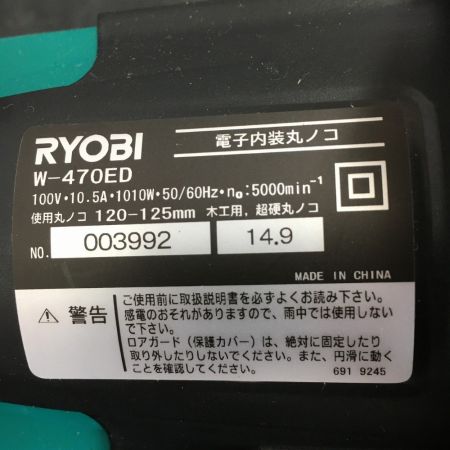 RYOBI 電子内装丸ノコ
W-470ED
100V・10.5A・1010W・50/60Hz・n₀:5000min⁻¹
使用丸ノコ 120-125mm 木工用, 超硬丸ノコ
NO. 003992 14.9
MADE IN CHINA
⚠ 警告
ご使用前に取扱説明書を必ずよくお読み下さい。
感電のおそれがありますので、雨中では使用しない
で下さい。
ロアガード（保護カバー）は、絶対に固定したり
取り外したりしないでください。また、円滑に動く
ことを確認してください。
691 9245